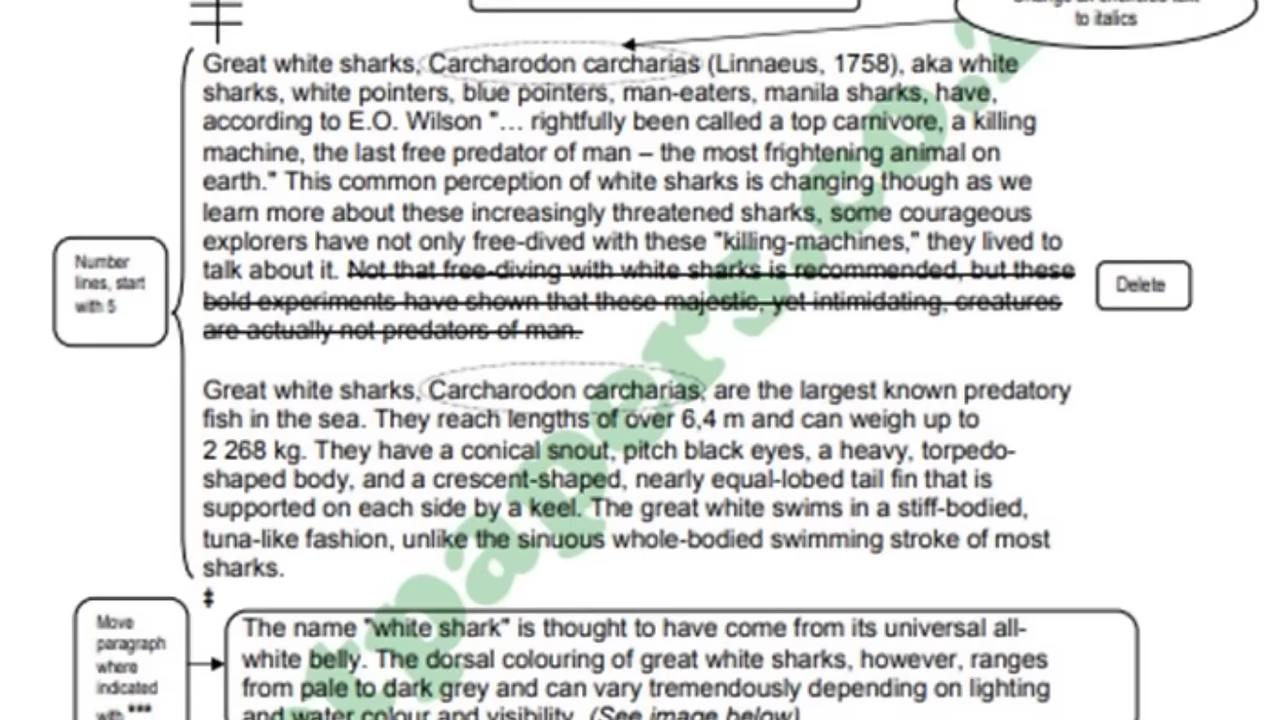 to italics
Great white sharks, Carcharodon carcharias (Linnaeus, 1758), aka white
sharks, white pointers, blue pointers, man-eaters, manila sharks, have,
according to E.O. Wilson "... rightfully been called a top carnivore, a killing
machine, the last free predator of man – the most frightening animal on
earth." This common perception of white sharks is changing though as we
learn more about these increasingly threatened sharks, some courageous
explorers have not only free-dived with these "killing-machines," they lived to
talk about it. Not that free-diving with white sharks is recommended, but these
bold experiments have shown that these majestic, yet intimidating, creatures
are actually not predators of man.
Number
lines, start
with 5
Delete
Great white sharks, Carcharodon carcharias, are the largest known predatory
fish in the sea. They reach lengths of over 6,4 m and can weigh up to
2 268 kg. They have a conical snout, pitch black eyes, a heavy, torpedo-
shaped body, and a crescent-shaped, nearly equal-lobed tail fin that is
supported on each side by a keel. The great white swims in a stiff-bodied,
tuna-like fashion, unlike the sinuous whole-bodied swimming stroke of most
sharks.
‡
Move
paragraph
where
indicated
with ***
The name "white shark" is thought to have come from its universal all-
white belly. The dorsal colouring of great white sharks, however, ranges
from pale to dark grey and can vary tremendously depending on lighting
and water colour and visibility. (See image below)
tpapers.co.z